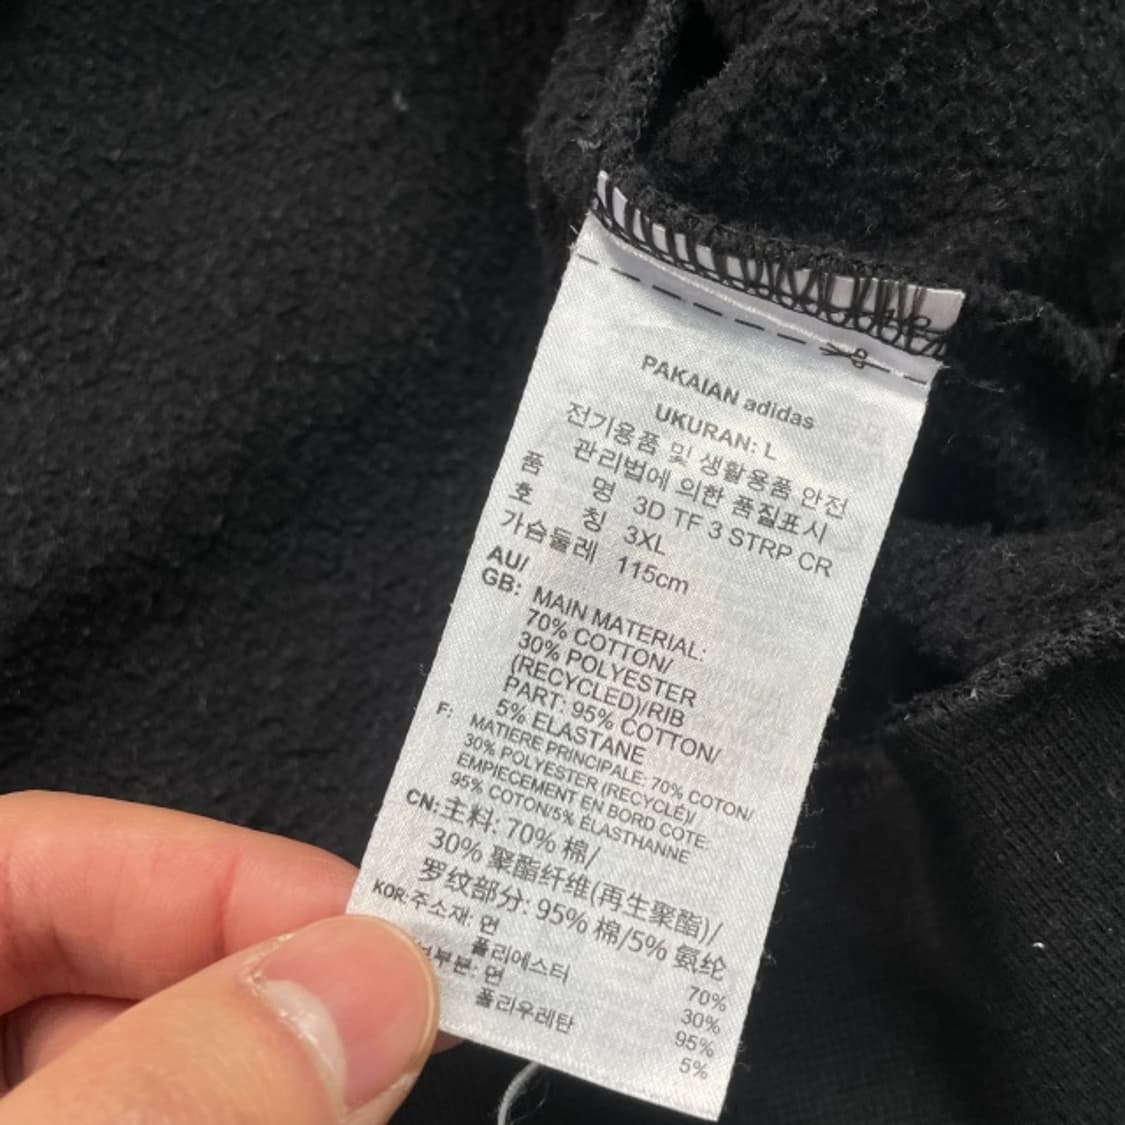 PAKAIAN adidas
UKURAN: L
전기용품 및 생활용품 안전
관리법에 의한 품질표시
품 명 3D TF 3 STRP CR
호 칭 3XL
가슴둘레 115cm
AU/
GB: MAIN MATERIAL:
70% COTTON/
30% POLYESTER
(RECYCLED)/RIB
PART: 95% COTTON/
5% ELASTANE
F: MATIERE PRINCIPALE: 70% COTON/
30% POLYESTER (RECYCLÉ)/
EMPIECEMENT EN BORD COTE:
95% COTON/5% ÉLASTHANNE
CN: 主料: 70% 棉/
30% 聚酯纤维(再生聚酯)/
罗纹部分: 95% 棉/5% 氨纶
KOR: 주소재: 면 70%
폴리에스터 30%
부분: 면 95%
폴리우레탄 5%